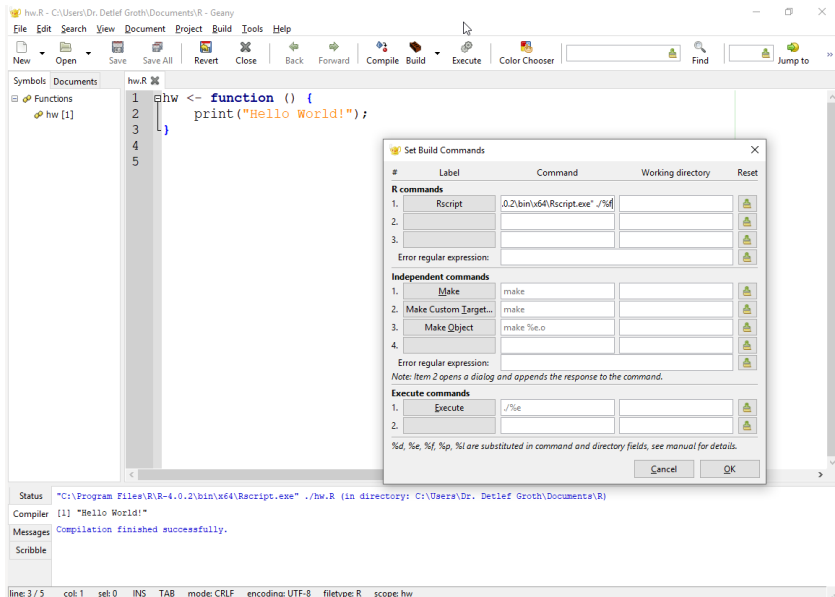 hw.R - C:\Users\Dr. Detlef Groth\Documents\R - Geany
File Edit Search View Document Project Build Tools Help
New Open Save Save All Revert Close Back Forward Compile Build Execute Color Chooser Find Jump to »
Symbols Documents hw.R
Functions
hw [1]
1 hw <- function () {
2 print("Hello World!");
3 }
4
5
Set Build Commands
# Label Command Working directory Reset
R commands
1. Rscript .0.2\bin\x64\Rscript.exe" ./%f
2.
3.
Error regular expression:
Independent commands
1. Make make
2. Make Custom Target... make
3. Make Object make %e.o
4.
Error regular expression:
Note: Item 2 opens a dialog and appends the response to the command.
Execute commands
1. Execute ./%e
2.
%d, %e, %f, %p, %l are substituted in command and directory fields, see manual for details.
Cancel OK
Status "C:\Program Files\R\R-4.0.2\bin\x64\Rscript.exe" ./hw.R (in directory: C:\Users\Dr. Detlef Groth\Documents\R)
Compiler [1] "Hello World!"
Messages Compilation finished successfully.
Scribble
line: 3 / 5 col: 1 sel: 0 INS TAB mode: CRLF encoding: UTF-8 filetype: R scope: hw